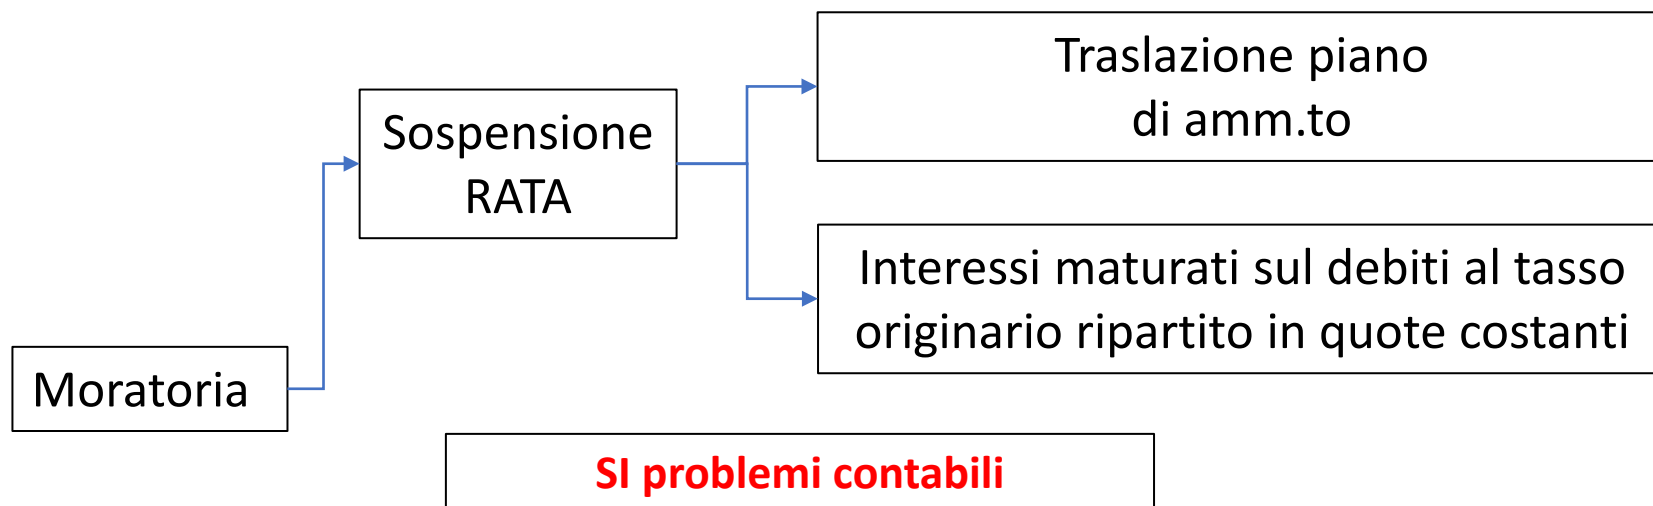 Traslazione piano
di amm.to
Sospensione
RATA
Interessi maturati sul debiti al tasso
originario ripartito in quote costanti
Moratoria
SI problemi contabili